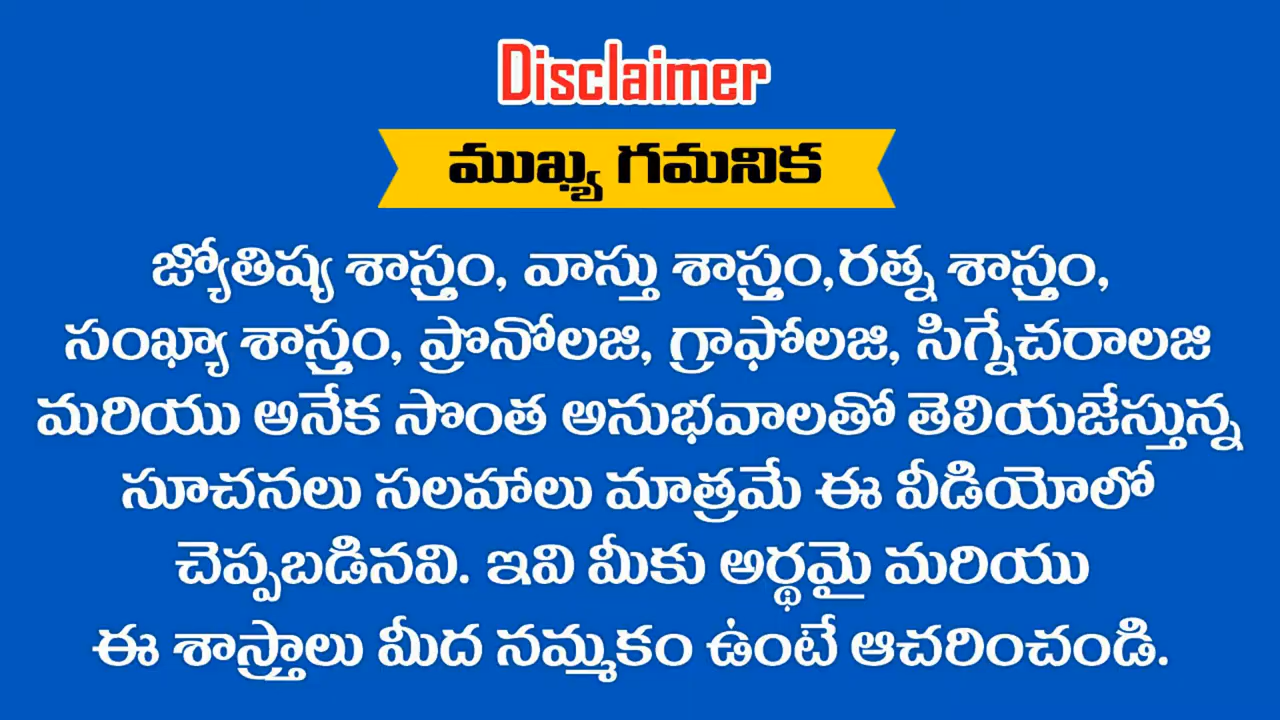 Disclaimer
ముఖ్య గమనిక
జ్యోతిష్య శాస్త్రం, వాస్తు శాస్త్రం,రత్న శాస్త్రం,
సంఖ్యా శాస్త్రం, ప్రొనోలజి, గ్రాఫోలజి, సిగ్నేచరాలజి
మరియు అనేక సొంత అనుభవాలతో తెలియజేస్తున్న
సూచనలు సలహాలు మాత్రమే ఈ వీడియోలో
చెప్పబడినవి. ఇవి మీకు అర్థమై మరియు
ఈ శాస్త్రాలు మీద నమ్మకం ఉంటే ఆచరించండి.